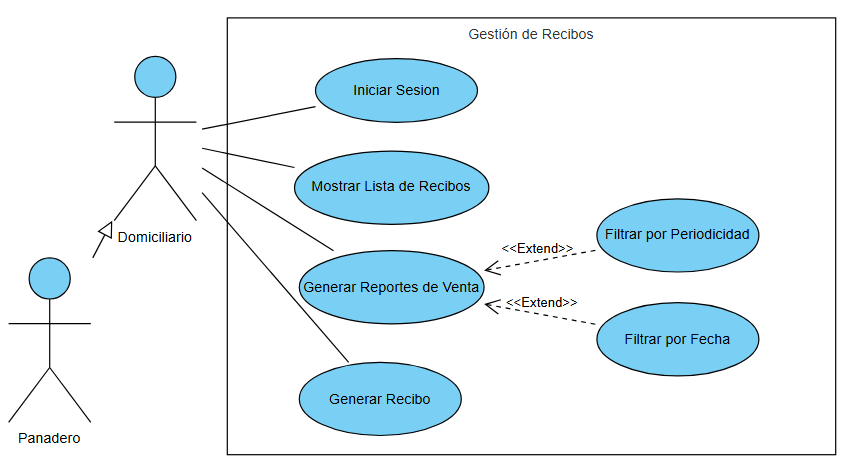 Gestión de Recibos
Iniciar Sesion
Mostrar Lista de Recibos
Domiciliario
Filtrar por Periodicidad
<<Extend>>
Generar Reportes de Venta
<<Extend>>
Filtrar por Fecha
Generar Recibo
Panadero